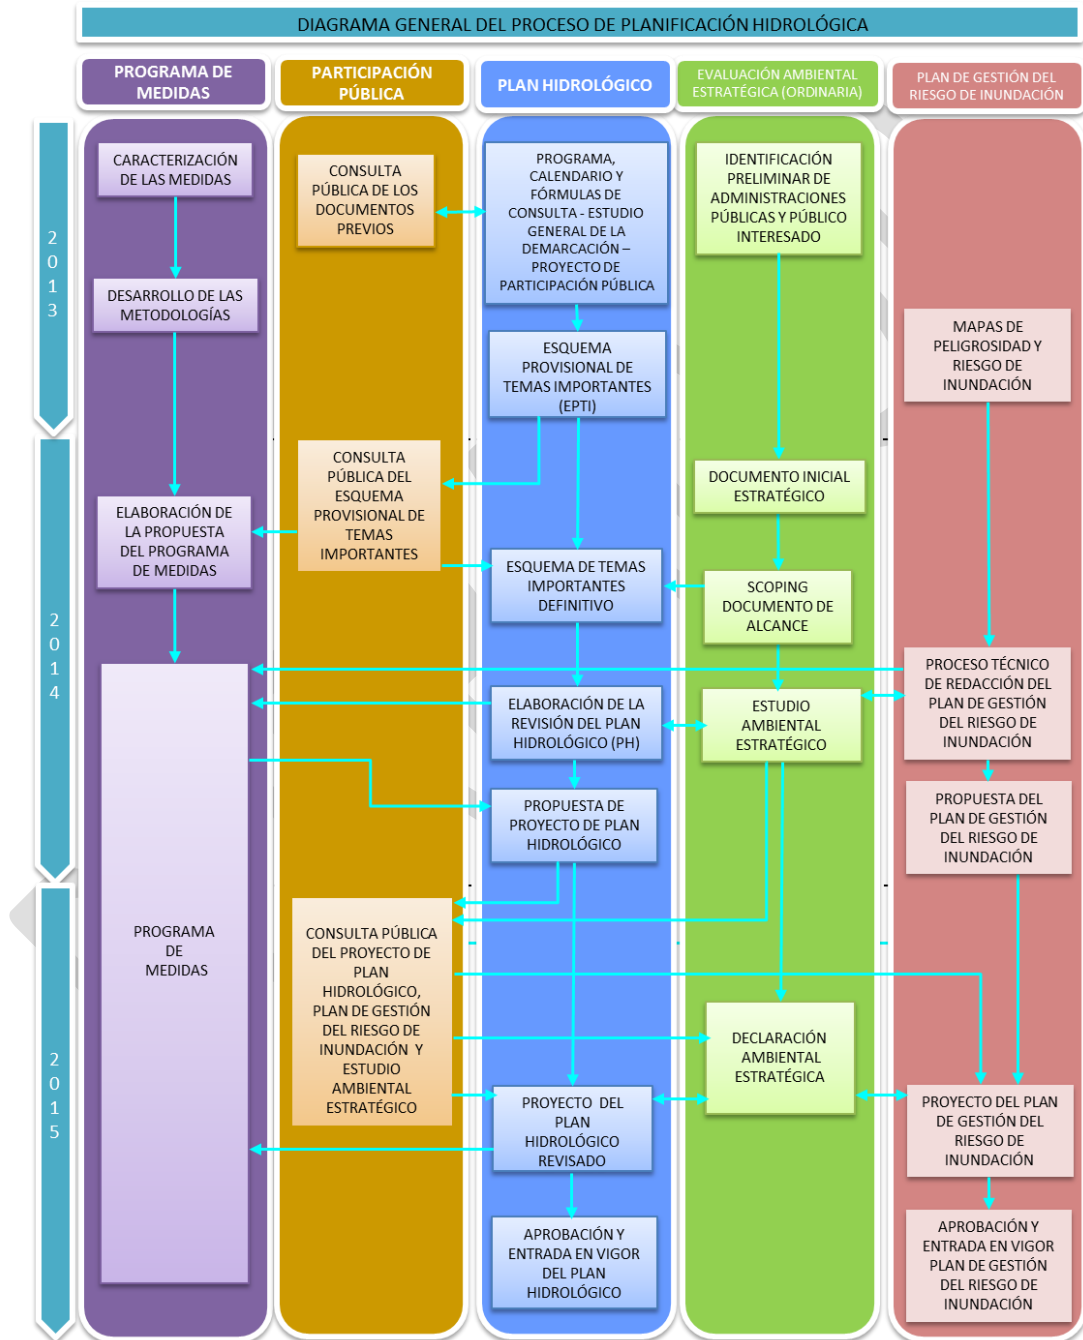 DIAGRAMA GENERAL DEL PROCESO DE PLANIFICACIÓN HIDROLÓGICA
PROGRAMA DE
MEDIDAS
PARTICIPACIÓN
PÚBLICA
PLAN HIDROLÓGICO
EVALUACIÓN AMBIENTAL
ESTRATÉGICA (ORDINARIA)
PLAN DE GESTIÓN DEL
RIESGO DE INUNDACIÓN
2
0
1
3
2
0
1
4
2
0
1
5
CARACTERIZACIÓN
DE LAS MEDIDAS
DESARROLLO DE LAS
METODOLOGÍAS
ELABORACIÓN DE
LA PROPUESTA
DEL PROGRAMA
DE MEDIDAS
PROGRAMA
DE
MEDIDAS
CONSULTA
PÚBLICA DE LOS
DOCUMENTOS
PREVIOS
CONSULTA
PÚBLICA DEL
ESQUEMA
PROVISIONAL DE
TEMAS
IMPORTANTES
CONSULTA PÚBLICA
DEL PROYECTO DE
PLAN
HIDROLÓGICO,
PLAN DE GESTIÓN
DEL RIESGO DE
INUNDACIÓN Y
ESTUDIO
AMBIENTAL
ESTRATÉGICO
PROGRAMA,
CALENDARIO Y
FÓRMULAS DE
CONSULTA - ESTUDIO
GENERAL DE LA
DEMARCACIÓN –
PROYECTO DE
PARTICIPACIÓN PÚBLICA
ESQUEMA
PROVISIONAL DE
TEMAS IMPORTANTES
(EPTI)
ESQUEMA DE TEMAS
IMPORTANTES
DEFINITIVO
ELABORACIÓN DE LA
REVISIÓN DEL PLAN
HIDROLÓGICO (PH)
PROPUESTA DE
PROYECTO DE PLAN
HIDROLÓGICO
PROYECTO DEL
PLAN
HIDROLÓGICO
REVISADO
APROBACIÓN Y
ENTRADA EN VIGOR
DEL PLAN
HIDROLÓGICO
IDENTIFICACIÓN
PRELIMINAR DE
ADMINISTRACIONES
PÚBLICAS Y PÚBLICO
INTERESADO
DOCUMENTO INICIAL
ESTRATÉGICO
SCOPING
DOCUMENTO DE
ALCANCE
ESTUDIO
AMBIENTAL
ESTRATÉGICO
DECLARACIÓN
AMBIENTAL
ESTRATÉGICA
MAPAS DE
PELIGROSIDAD Y
RIESGO DE
INUNDACIÓN
PROCESO TÉCNICO
DE REDACCIÓN DEL
PLAN DE GESTIÓN
DEL RIESGO DE
INUNDACIÓN
PROPUESTA DEL
PLAN DE GESTIÓN
DEL RIESGO DE
INUNDACIÓN
PROYECTO DEL PLAN
DE GESTIÓN DEL
RIESGO DE
INUNDACIÓN
APROBACIÓN Y
ENTRADA EN VIGOR
PLAN DE GESTIÓN
DEL RIESGO DE
INUNDACIÓN